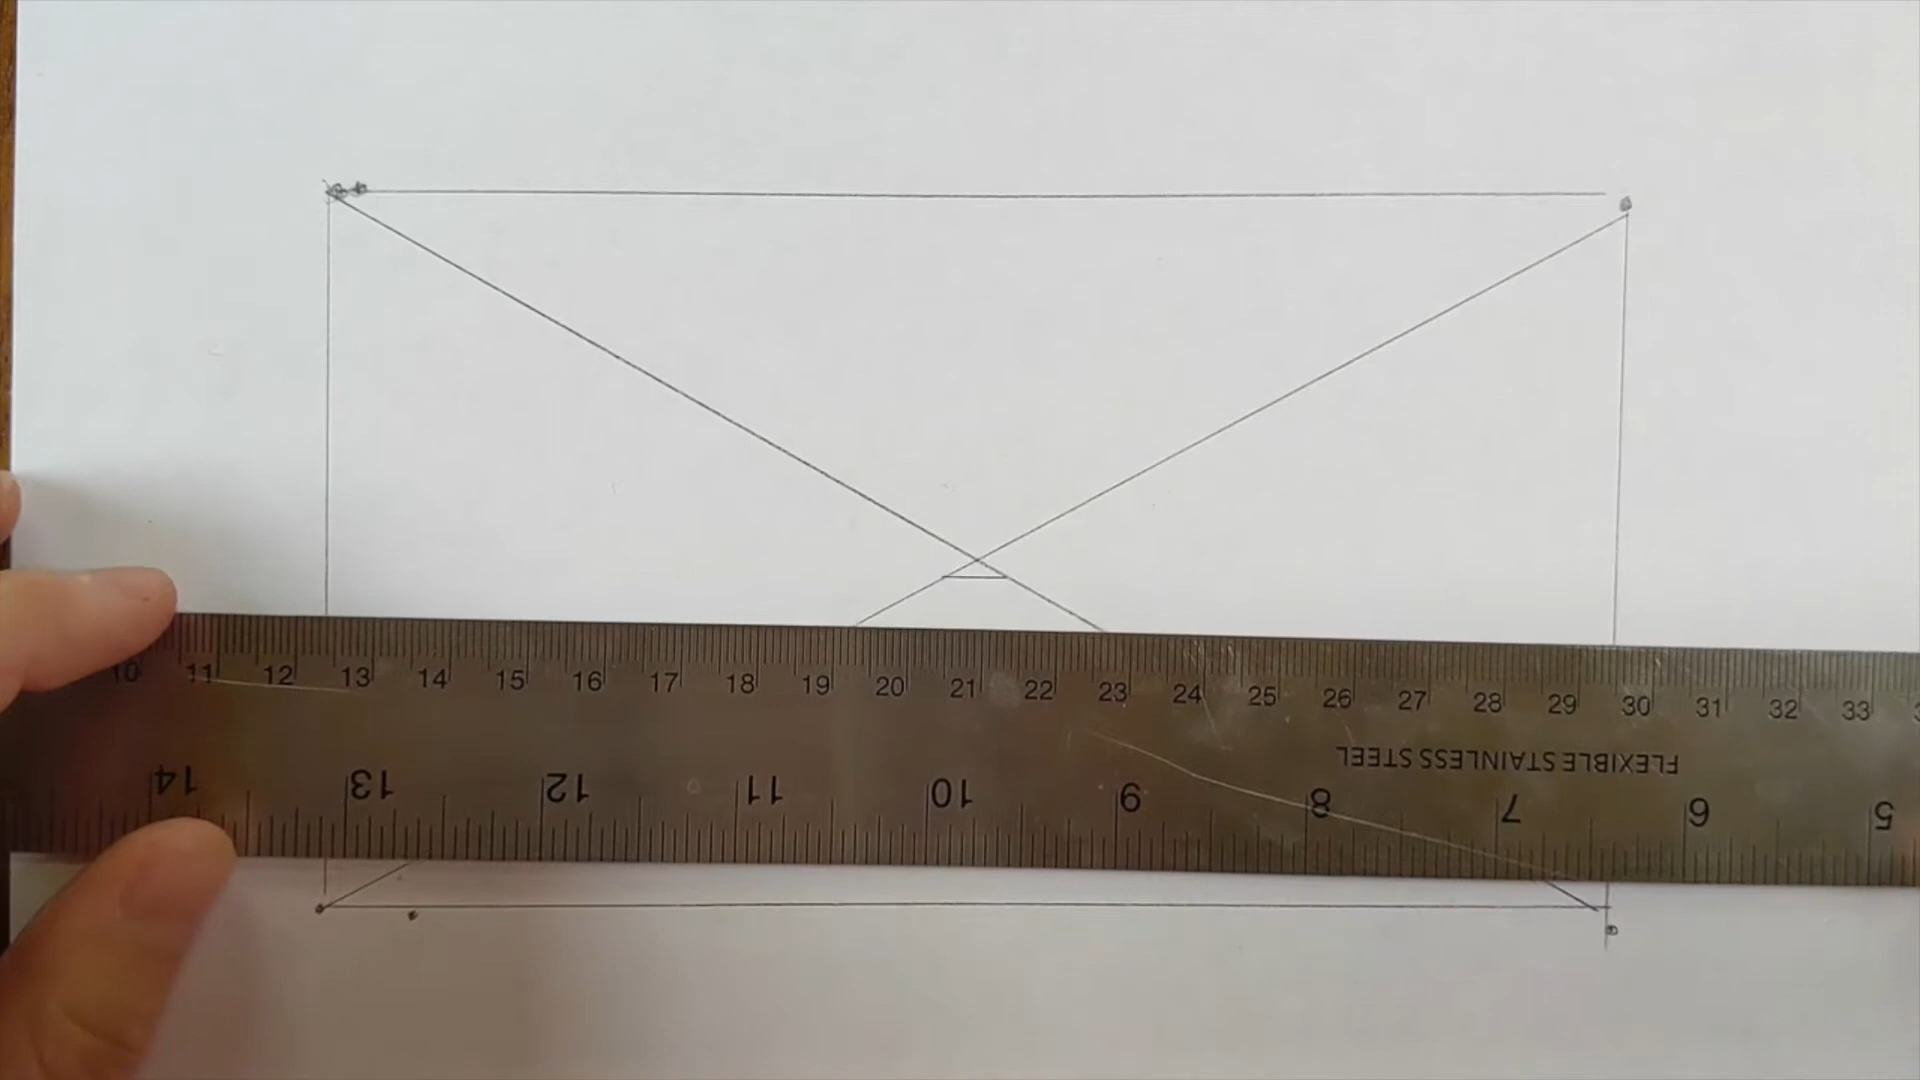 10 11 12 13 14 15 16 17 18 19 20 21 22 23 24 25 26 27 28 29 30 31 32 33
FLEXIBLE STAINLESS STEEL
14 13 12 11 10 9 8 7 6 5